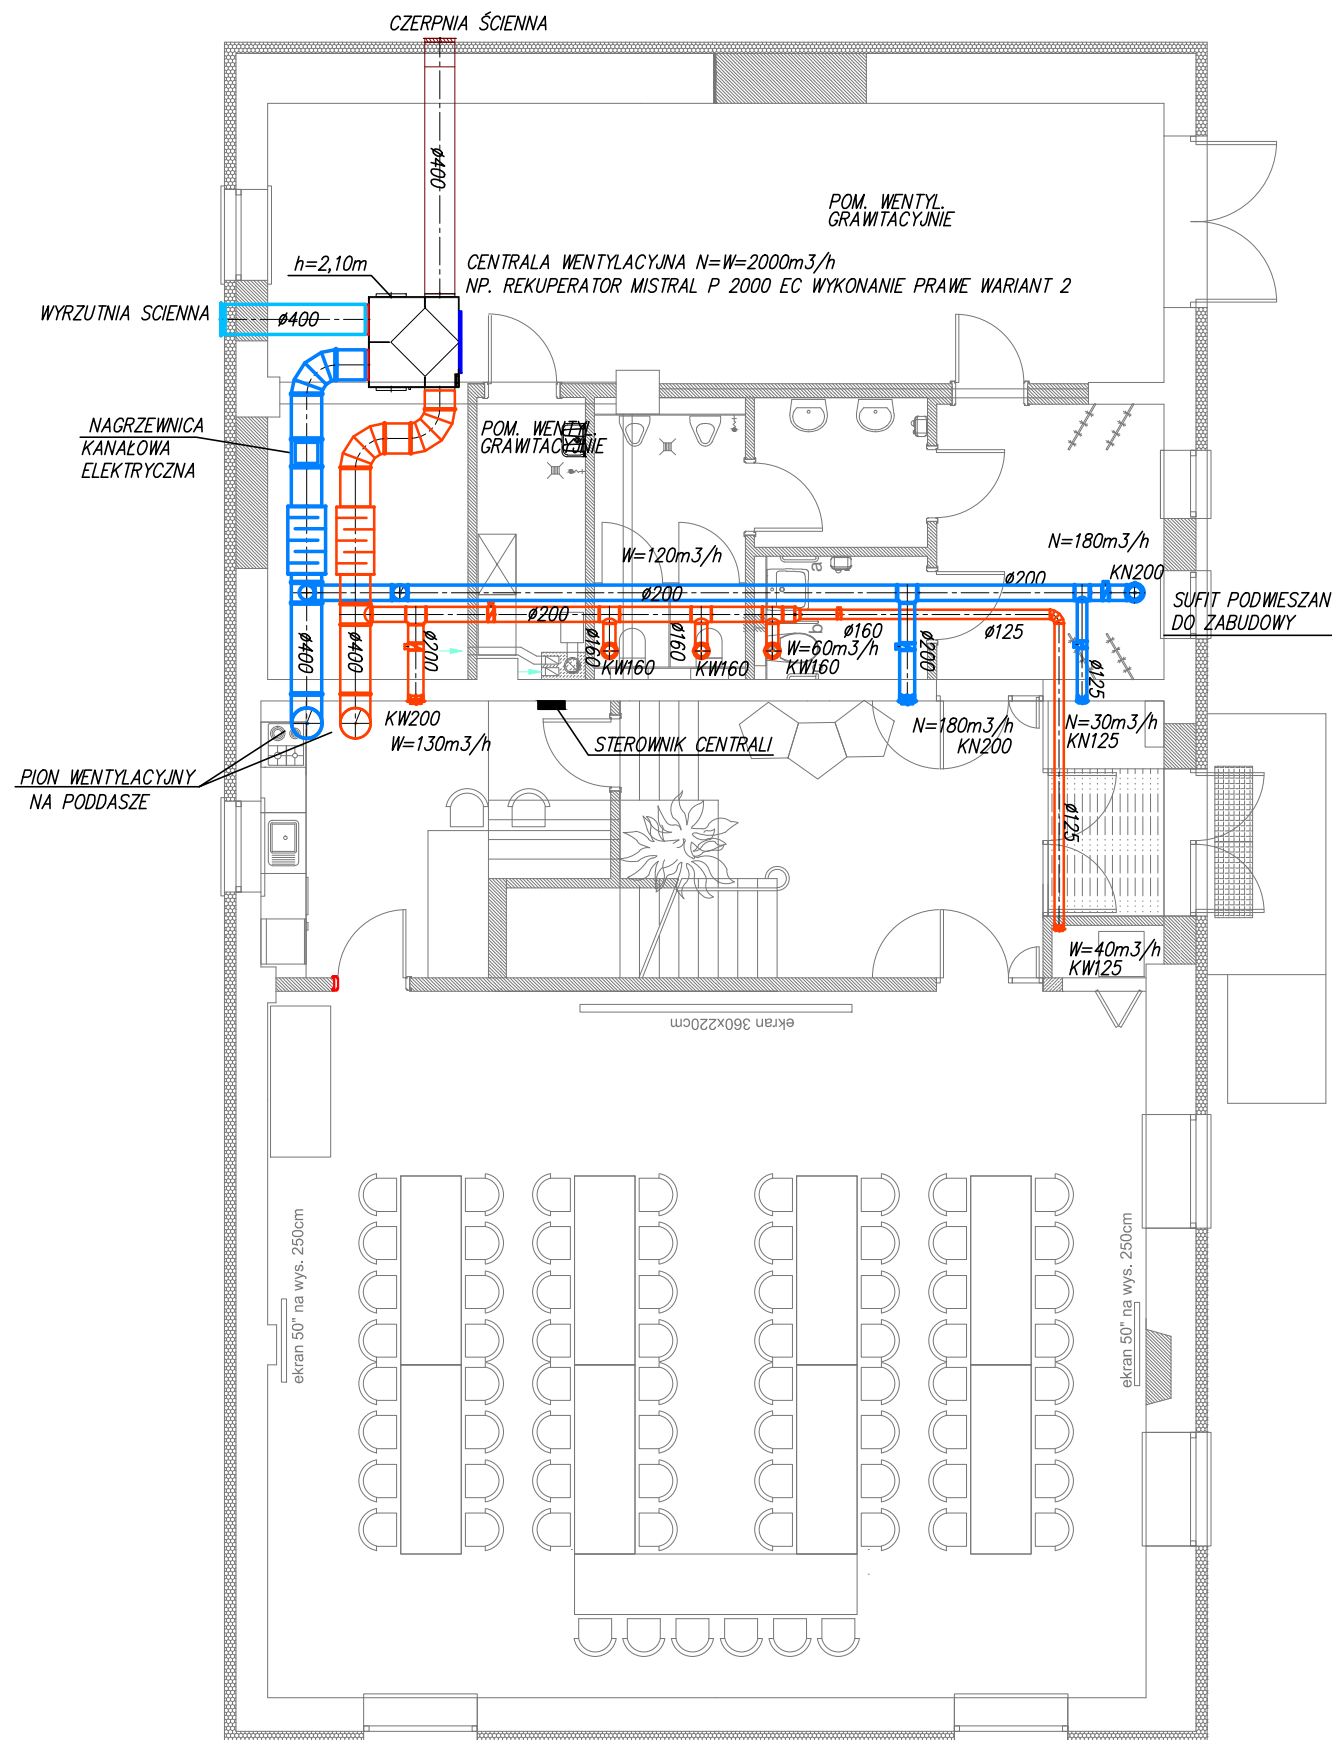 CZERPNIA ŚCIENNA
ø400
POM. WENTYL.
GRAWITACYJNIE
h=2,10m
CENTRALA WENTYLACYJNA N=W=2000m3/h
NP. REKUPERATOR MISTRAL P 2000 EC WYKONANIE PRAWE WARIANT 2
WYRZUTNIA SCIENNA
ø400
NAGRZEWNICA
KANAŁOWA
ELEKTRYCZNA
POM. WENTYL.
GRAWITACYJNIE
W=120m3/h
N=180m3/h
a
ø200
ø200
KN200
SUFIT PODWIESZAN
DO ZABUDOWY
ø200
b
ø160
ø125
ø400
ø400
ø200
ø160
KW160
ø160
KW160
W=60m3/h
KW160
ø200
ø125
KW200
W=130m3/h
STEROWNIK CENTRALI
N=180m3/h
KN200
N=30m3/h
KN125
PION WENTYLACYJNY
NA PODDASZE
ø125
W=40m3/h
KW125
ekran 360x220cm
ekran 50" na wys. 250cm
ekran 50" na wys. 250cm